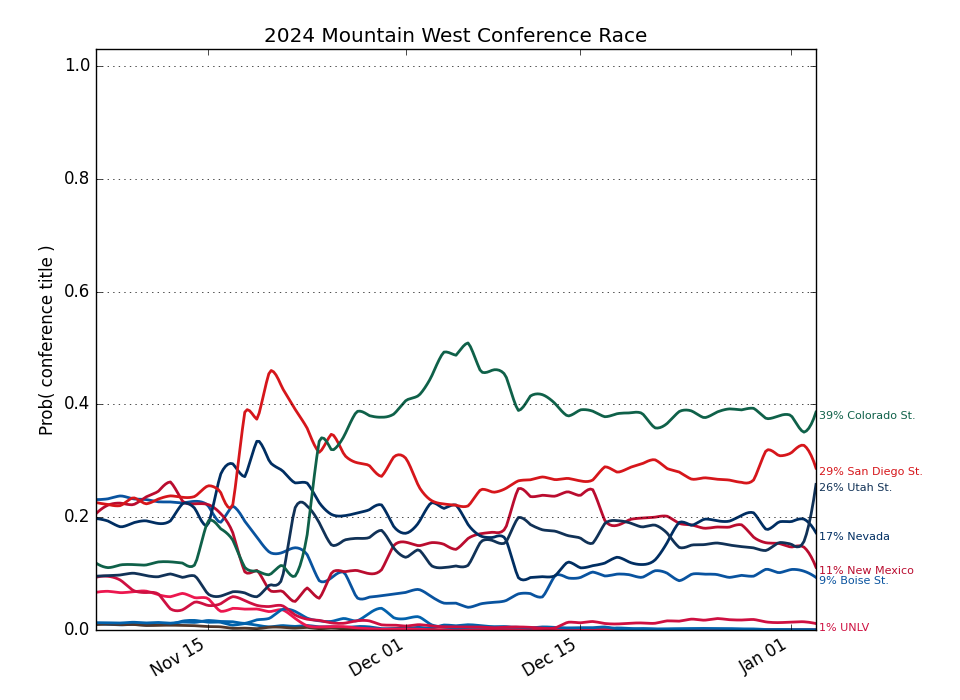 2024 Mountain West Conference Race
1.0
0.8
0.6
0.4
0.2
0.0
Prob( conference title )
39% Colorado St.
29% San Diego St.
26% Utah St.
17% Nevada
11% New Mexico
9% Boise St.
1% UNLV
Nov 15
Dec 01
Dec 15
Jan 01